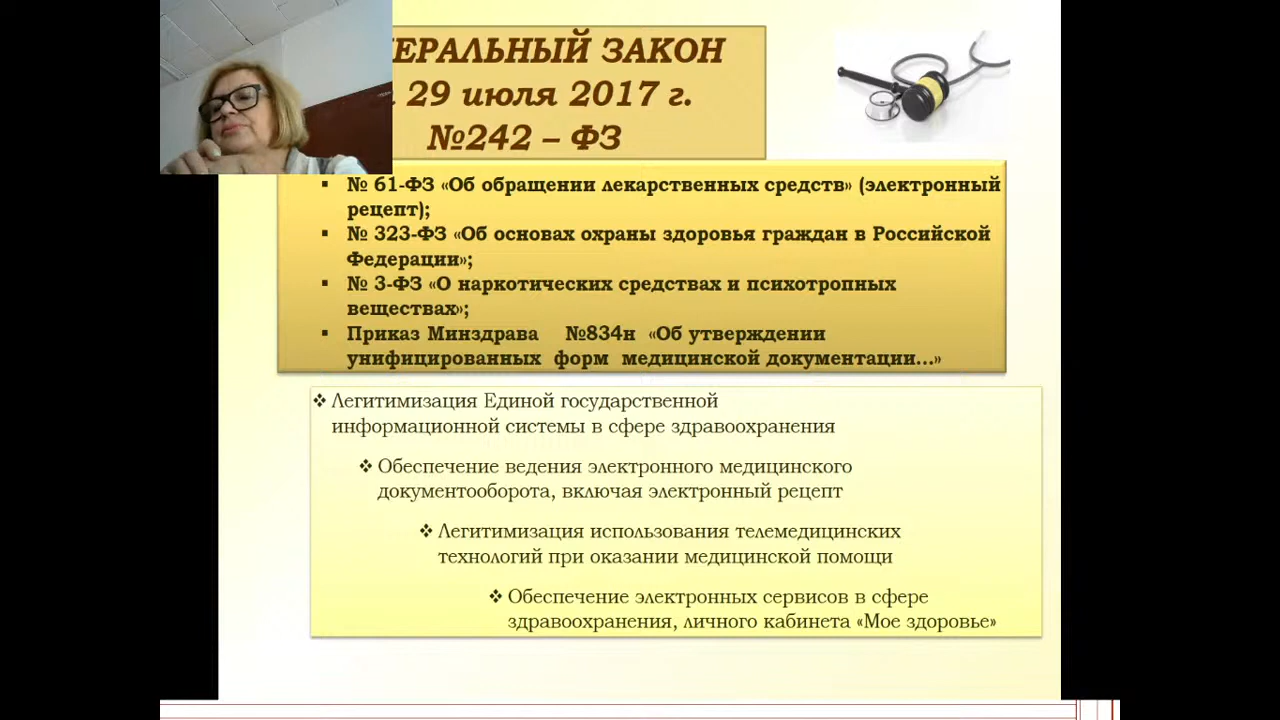 ЕРАЛЬНЫЙ ЗАКОН
29 июля 2017 г.
№242 – ФЗ
▪ № 61-ФЗ «Об обращении лекарственных средств» (электронный
рецепт);
▪ № 323-ФЗ «Об основах охраны здоровья граждан в Российской
Федерации»;
▪ № 3-ФЗ «О наркотических средствах и психотропных
веществах»;
▪ Приказ Минздрава №834н «Об утверждении
унифицированных форм медицинской документации...»
❖ Легитимизация Единой государственной
информационной системы в сфере здравоохранения
❖ Обеспечение ведения электронного медицинского
документооборота, включая электронный рецепт
❖ Легитимизация использования телемедицинских
технологий при оказании медицинской помощи
❖ Обеспечение электронных сервисов в сфере
здравоохранения, личного кабинета «Мое здоровье»